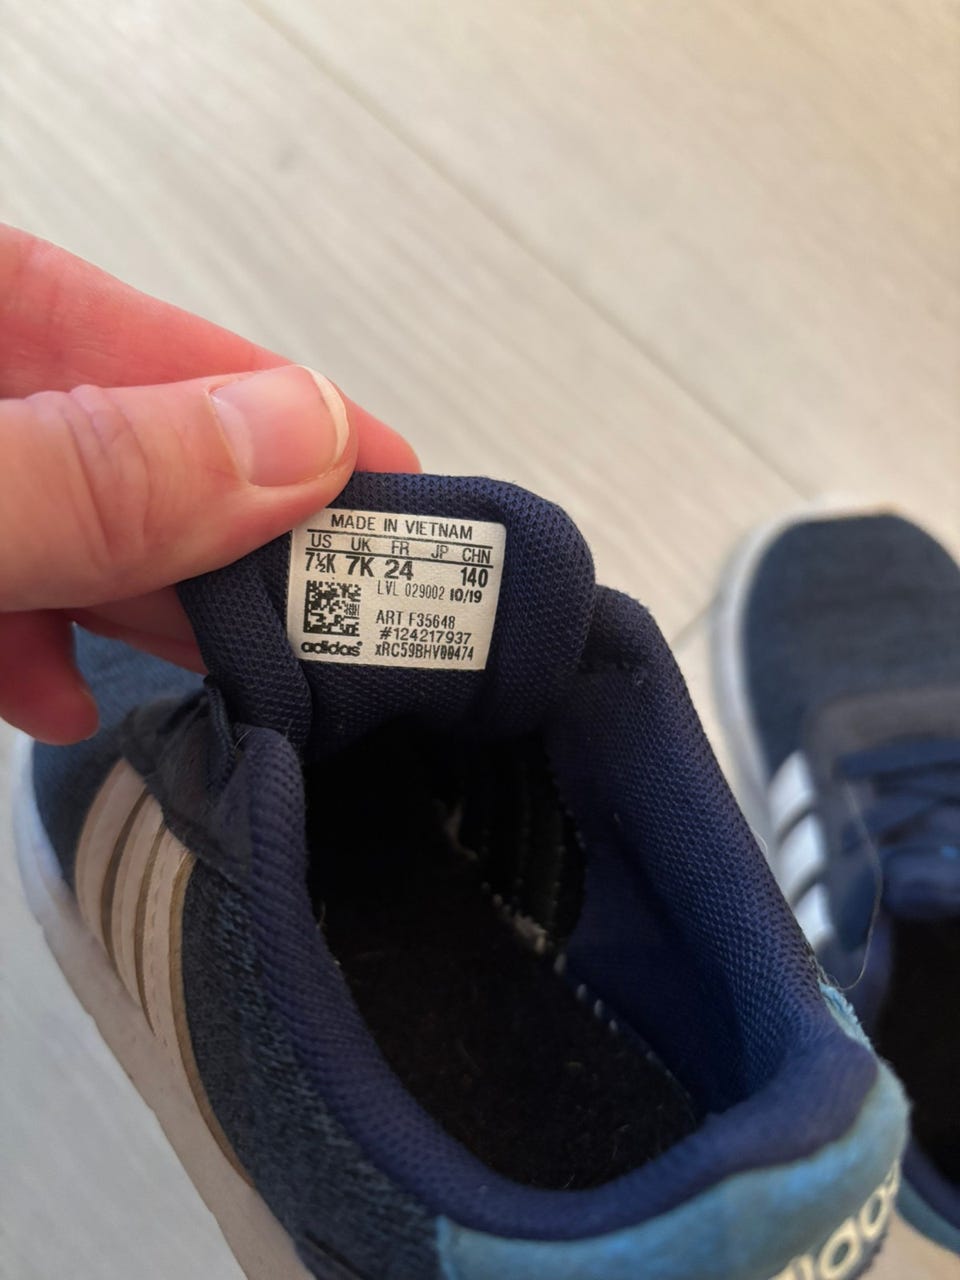 MADE IN VIETNAM
US UK FR JP CHN
7½K 7K 24 140
LVL 029002 10/19
ART F35648
#124217937
adidas® xRC59BHV00474
adidas